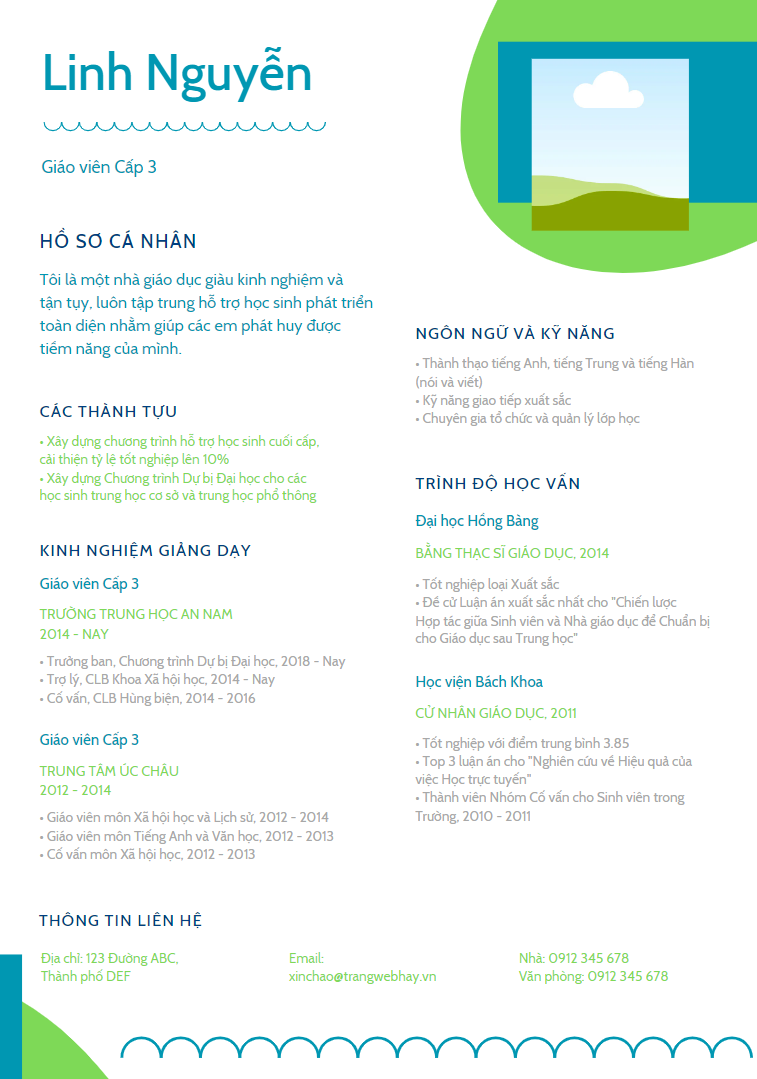 Linh Nguyễn
Giáo viên Cấp 3
HỒ SƠ CÁ NHÂN
Tôi là một nhà giáo dục giàu kinh nghiệm và
tận tụy, luôn tập trung hỗ trợ học sinh phát triển
toàn diện nhằm giúp các em phát huy được
tiềm năng của mình.
CÁC THÀNH TỰU
• Xây dựng chương trình hỗ trợ học sinh cuối cấp,
cải thiện tỷ lệ tốt nghiệp lên 10%
• Xây dựng Chương trình Dự bị Đại học cho các
học sinh trung học cơ sở và trung học phổ thông
KINH NGHIỆM GIẢNG DẠY
Giáo viên Cấp 3
TRƯỜNG TRUNG HỌC AN NAM
2014 - NAY
• Trưởng ban, Chương trình Dự bị Đại học, 2018 - Nay
• Trợ lý, CLB Khoa Xã hội học, 2014 - Nay
• Cố vấn, CLB Hùng biện, 2014 - 2016
Giáo viên Cấp 3
TRUNG TÂM ÚC CHÂU
2012 - 2014
• Giáo viên môn Xã hội học và Lịch sử, 2012 - 2014
• Giáo viên môn Tiếng Anh và Văn học, 2012 - 2013
• Cố vấn môn Xã hội học, 2012 - 2013
NGÔN NGỮ VÀ KỸ NĂNG
• Thành thạo tiếng Anh, tiếng Trung và tiếng Hàn
(nói và viết)
• Kỹ năng giao tiếp xuất sắc
• Chuyên gia tổ chức và quản lý lớp học
TRÌNH ĐỘ HỌC VẤN
Đại học Hồng Bàng
BẰNG THẠC SĨ GIÁO DỤC, 2014
• Tốt nghiệp loại Xuất sắc
• Đề cử Luận án xuất sắc nhất cho "Chiến lược
Hợp tác giữa Sinh viên và Nhà giáo dục để Chuẩn bị
cho Giáo dục sau Trung học"
Học viện Bách Khoa
CỬ NHÂN GIÁO DỤC, 2011
• Tốt nghiệp với điểm trung bình 3.85
• Top 3 luận án cho "Nghiên cứu về Hiệu quả của
việc Học trực tuyến"
• Thành viên Nhóm Cố vấn cho Sinh viên trong
Trường, 2010 - 2011
THÔNG TIN LIÊN HỆ
Địa chỉ: 123 Đường ABC,
Thành phố DEF
Email:
xinchao@trangwebhay.vn
Nhà: 0912 345 678
Văn phòng: 0912 345 678